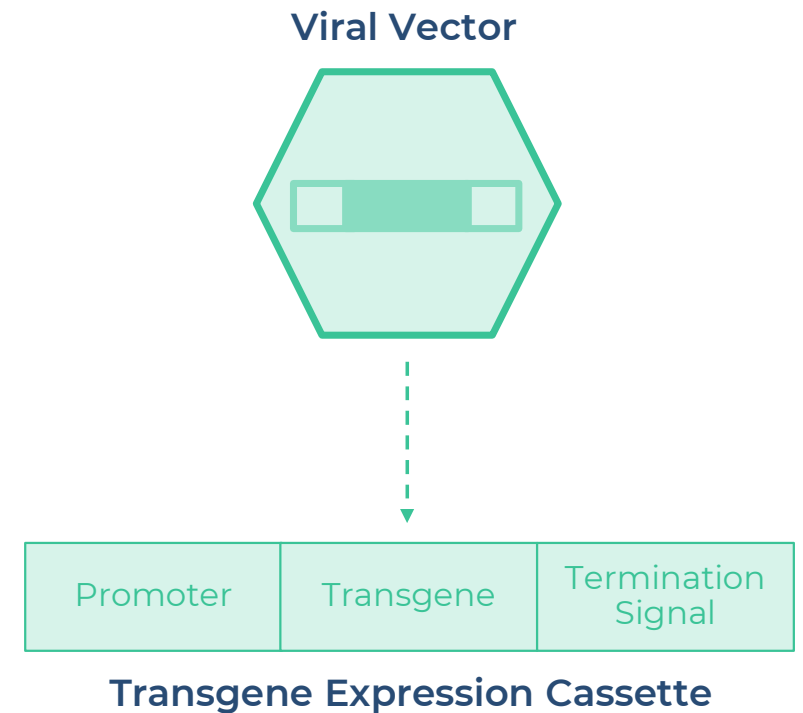 Viral Vector
Promoter
Transgene
Termination
Signal
Transgene Expression Cassette